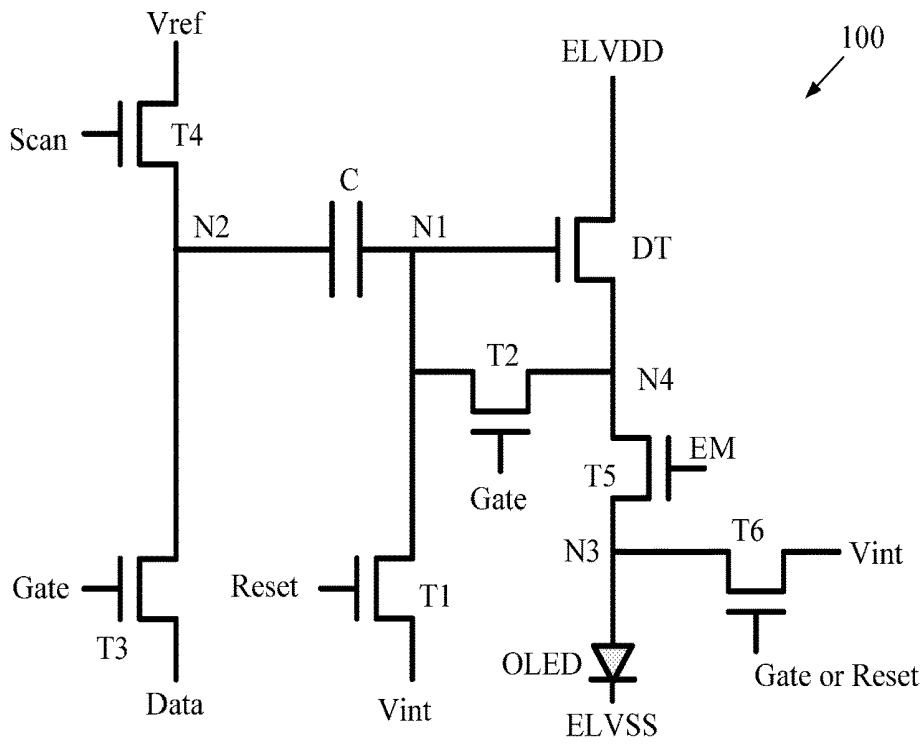 Vref
ELVDD
100
Scan
T4
C
N2
N1
DT
T2
N4
EM
T5
Gate
T6
N3
Vint
Gate
Reset
T1
T3
OLED
Gate or Reset
Data
Vint
ELVSS